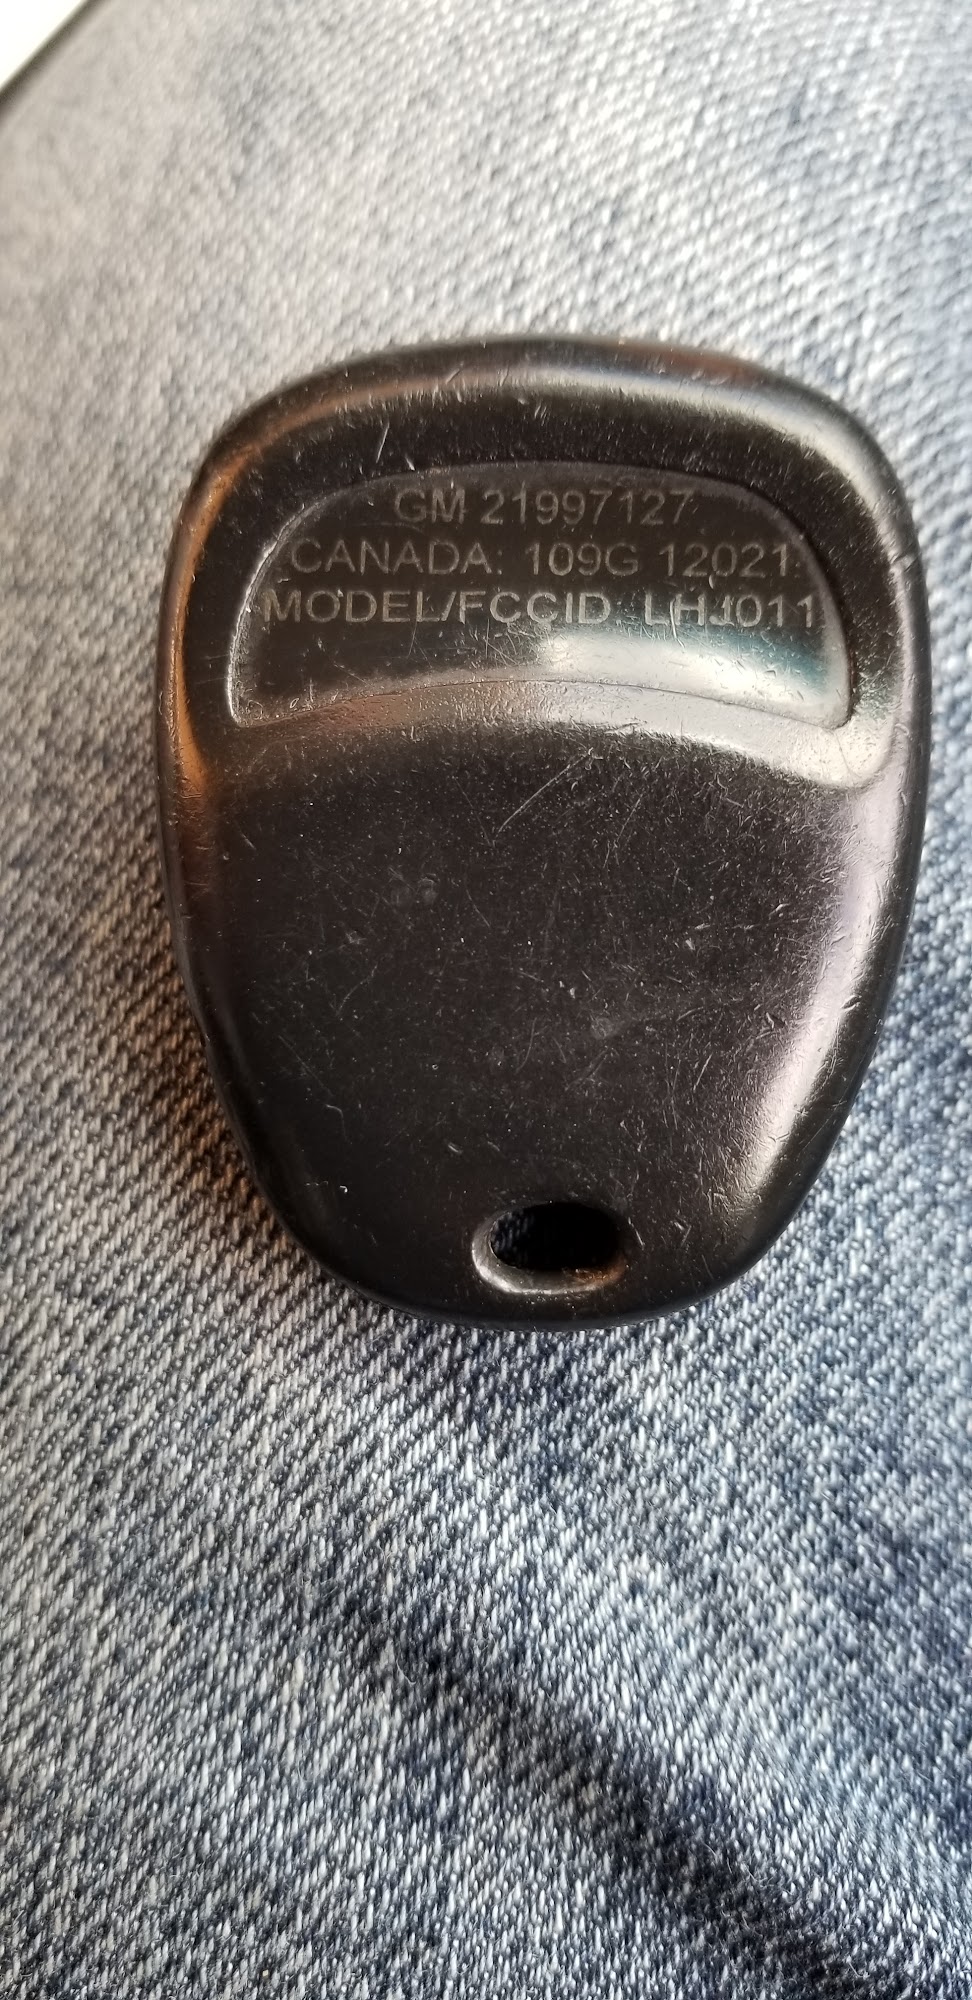 GM 21997127
CANADA: 109G 12021
MODEL/FCCID: LHJ011